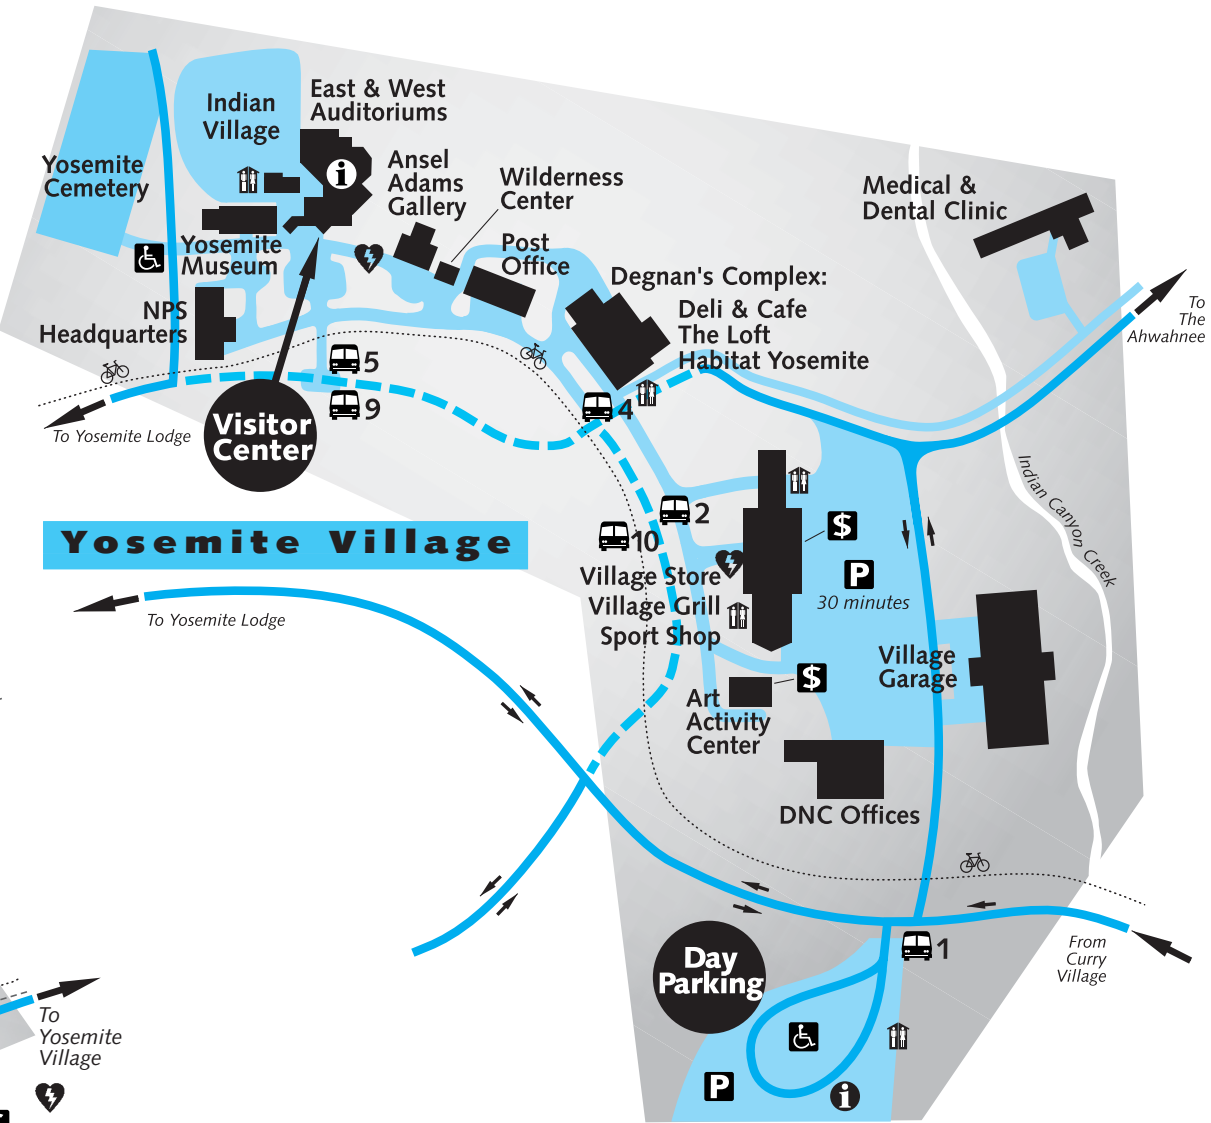 East & West
Auditoriums
Indian
Village
i
Ansel
Adams
Gallery
Yosemite
Cemetery
Wilderness
Center
Medical &
Dental Clinic
Yosemite
Museum
Post
Office
Degnan's Complex:
Deli & Cafe
The Loft
Habitat Yosemite
NPS
Headquarters
To
The
Ahwahnee
5
9
4
To Yosemite Lodge
Visitor
Center
Indian Canyon Creek
2
10
$
Yosemite Village
P
30 minutes
Village Store
Village Grill
Sport Shop
To Yosemite Lodge
Village
Garage
$
Art
Activity
Center
DNC Offices
1
From
Curry
Village
Day
Parking
To
Yosemite
Village
P
i